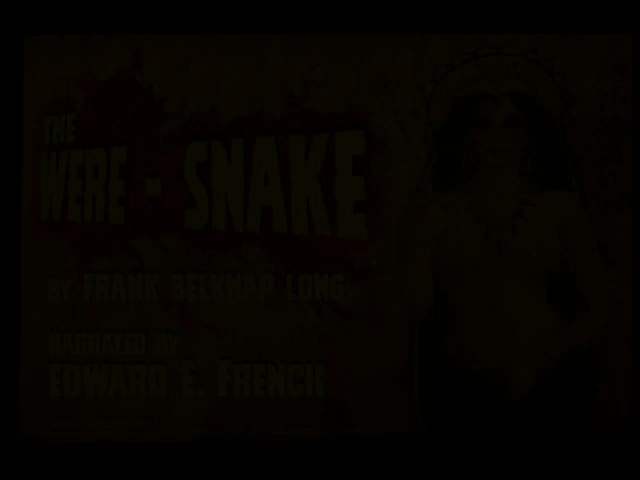 THE
WERE - SNAKE
BY FRANK BELKNAP LONG
NARRATED BY
EDWARD E. FRENCH